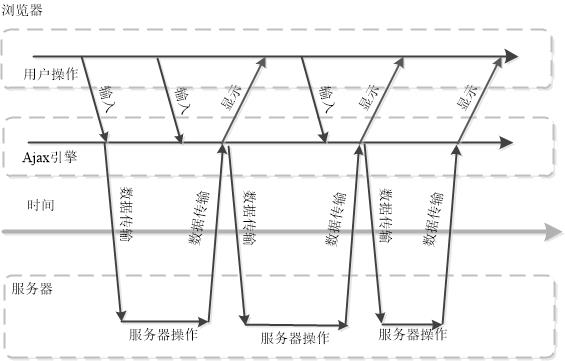 浏览器
用户操作
输入
输入
显示
输入
显示
显示
Ajax引擎
数据传输
数据传输
数据传输
数据传输
数据传输
数据传输
时间
服务器
服务器操作
服务器操作
服务器操作